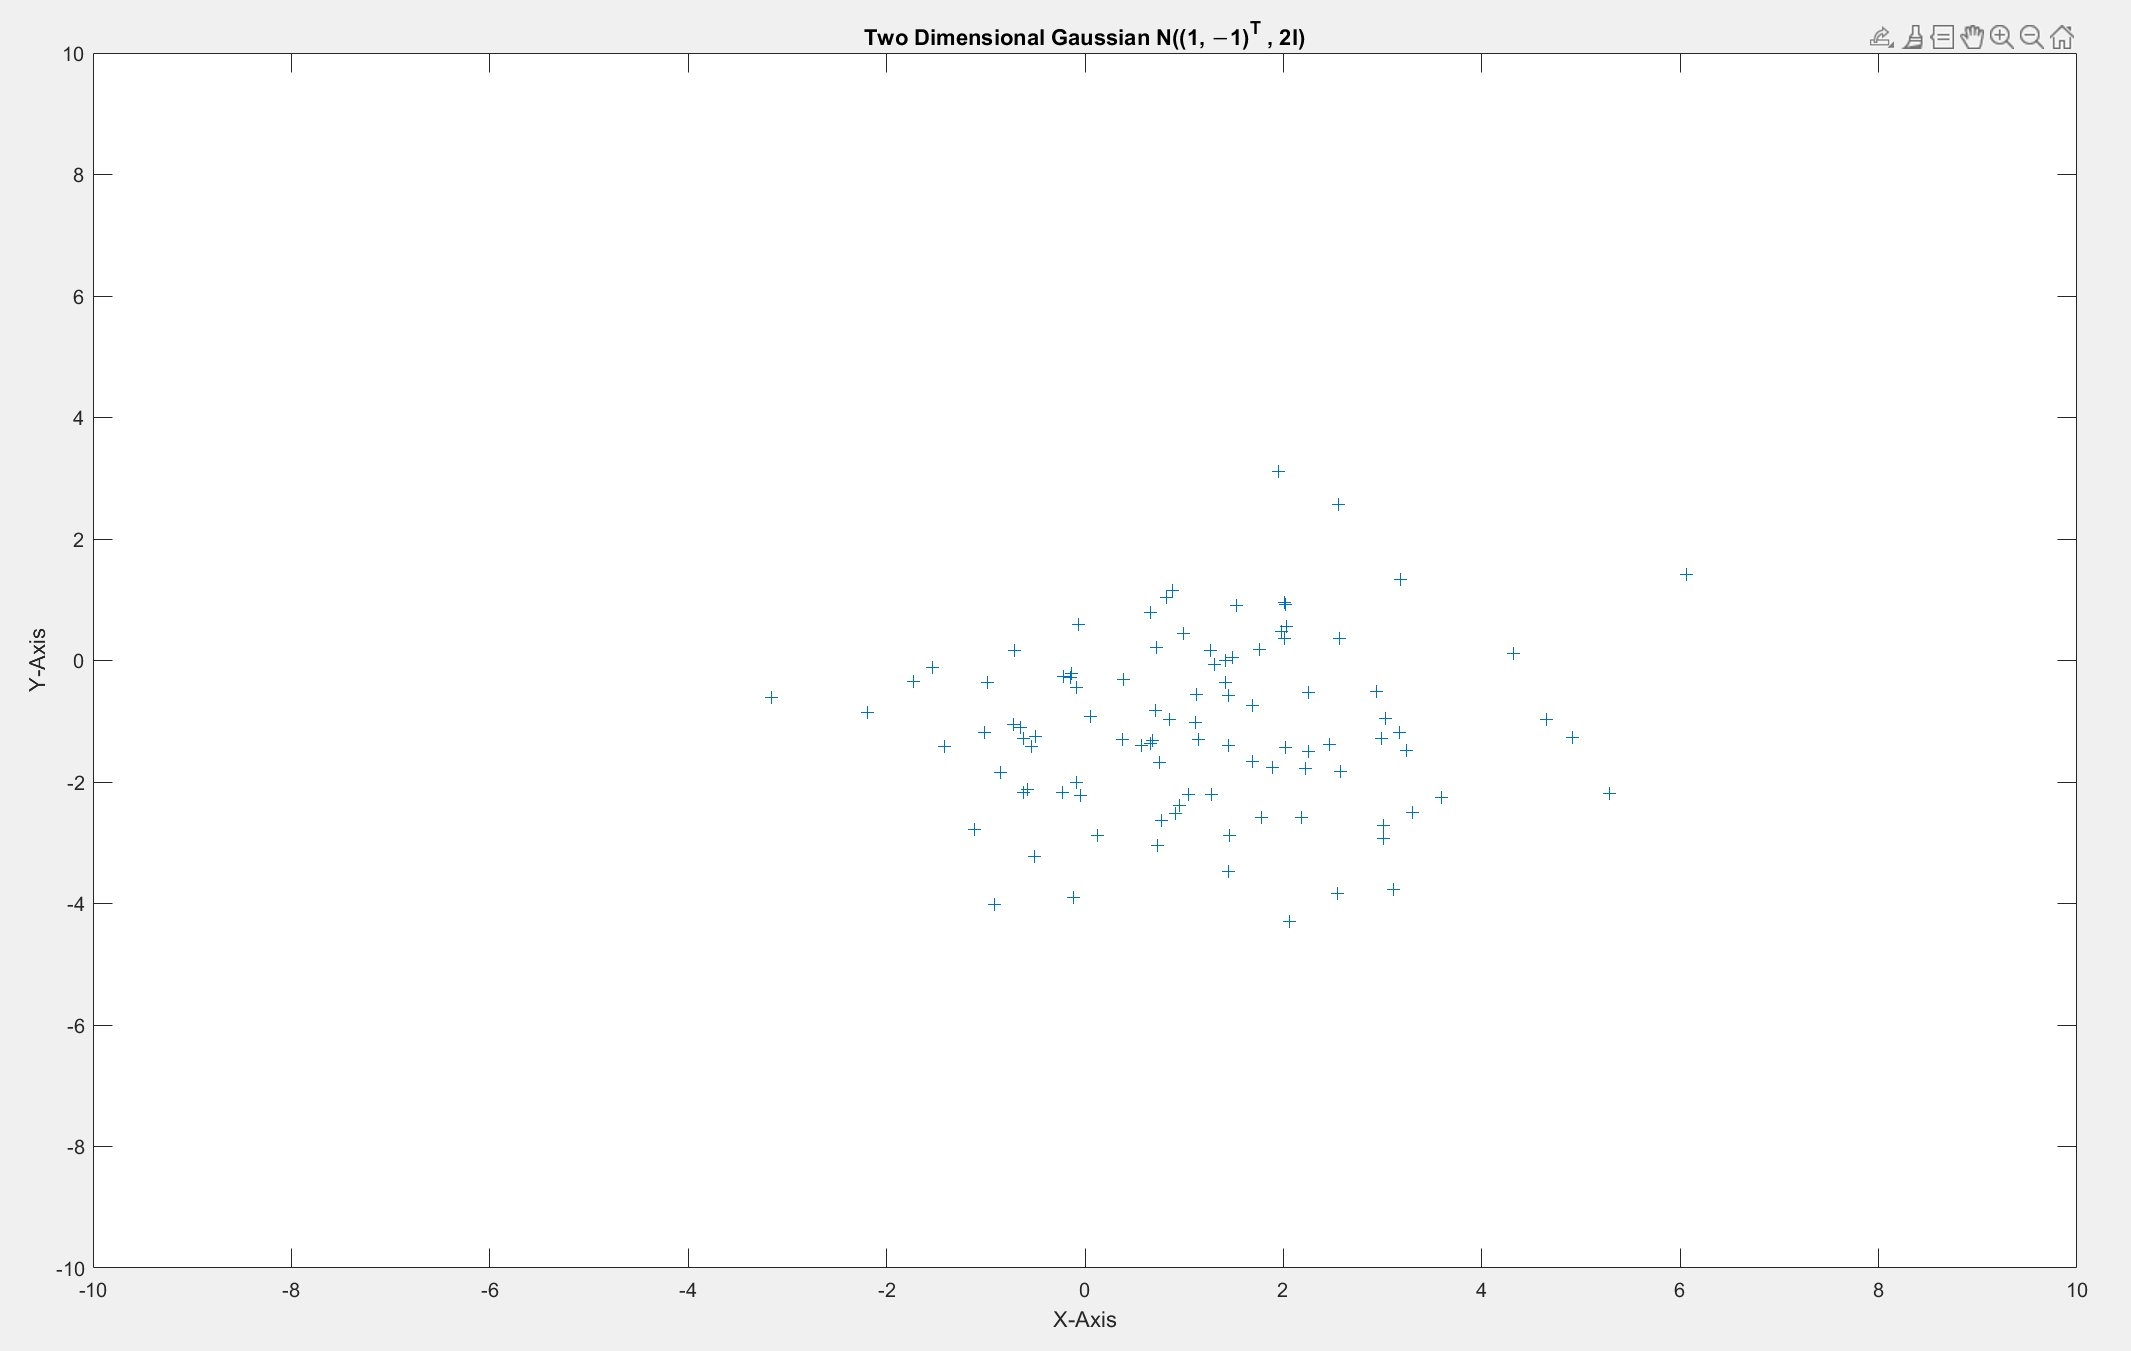 Two Dimensional Gaussian N((1, −1)^T , 2I)
10
8
6
4
2
0
-2
-4
-6
-8
-10
Y-Axis
-10 -8 -6 -4 -2 0 2 4 6 8 10
X-Axis